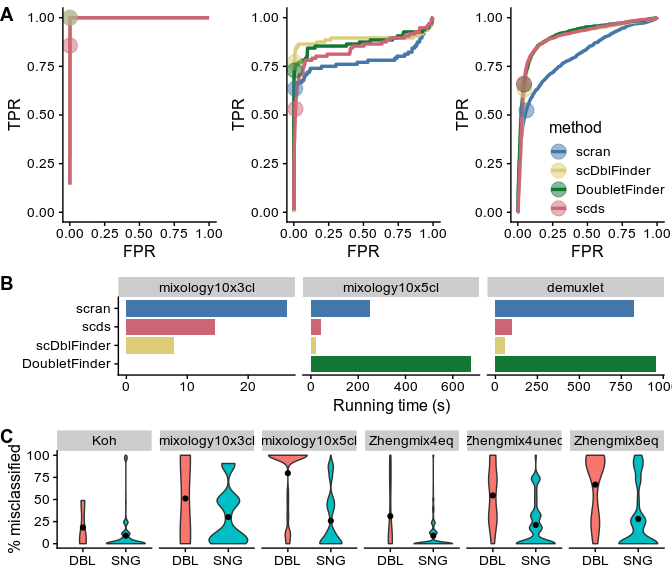 A
1.00
0.75
0.50
0.25
0.00
TPR
0.00 0.25 0.50 0.75 1.00
FPR
1.00
0.75
0.50
0.25
0.00
TPR
0.00 0.25 0.50 0.75 1.00
FPR
1.00
0.75
0.50
0.25
0.00
TPR
method
scran
scDblFinder
DoubletFinder
scds
0.00 0.25 0.50 0.75 1.00
FPR
B
mixology10x3cl mixology10x5cl demuxlet
scran
scds
scDblFinder
DoubletFinder
0 10 20 0 200 400 600 0 250 500 750 1000
Running time (s)
C
Koh mixology10x3cl mixology10x5cl Zhengmix4eq Zhengmix4uneq Zhengmix8eq
% misclassified
100
75
50
25
0
DBL SNG DBL SNG DBL SNG DBL SNG DBL SNG DBL SNG